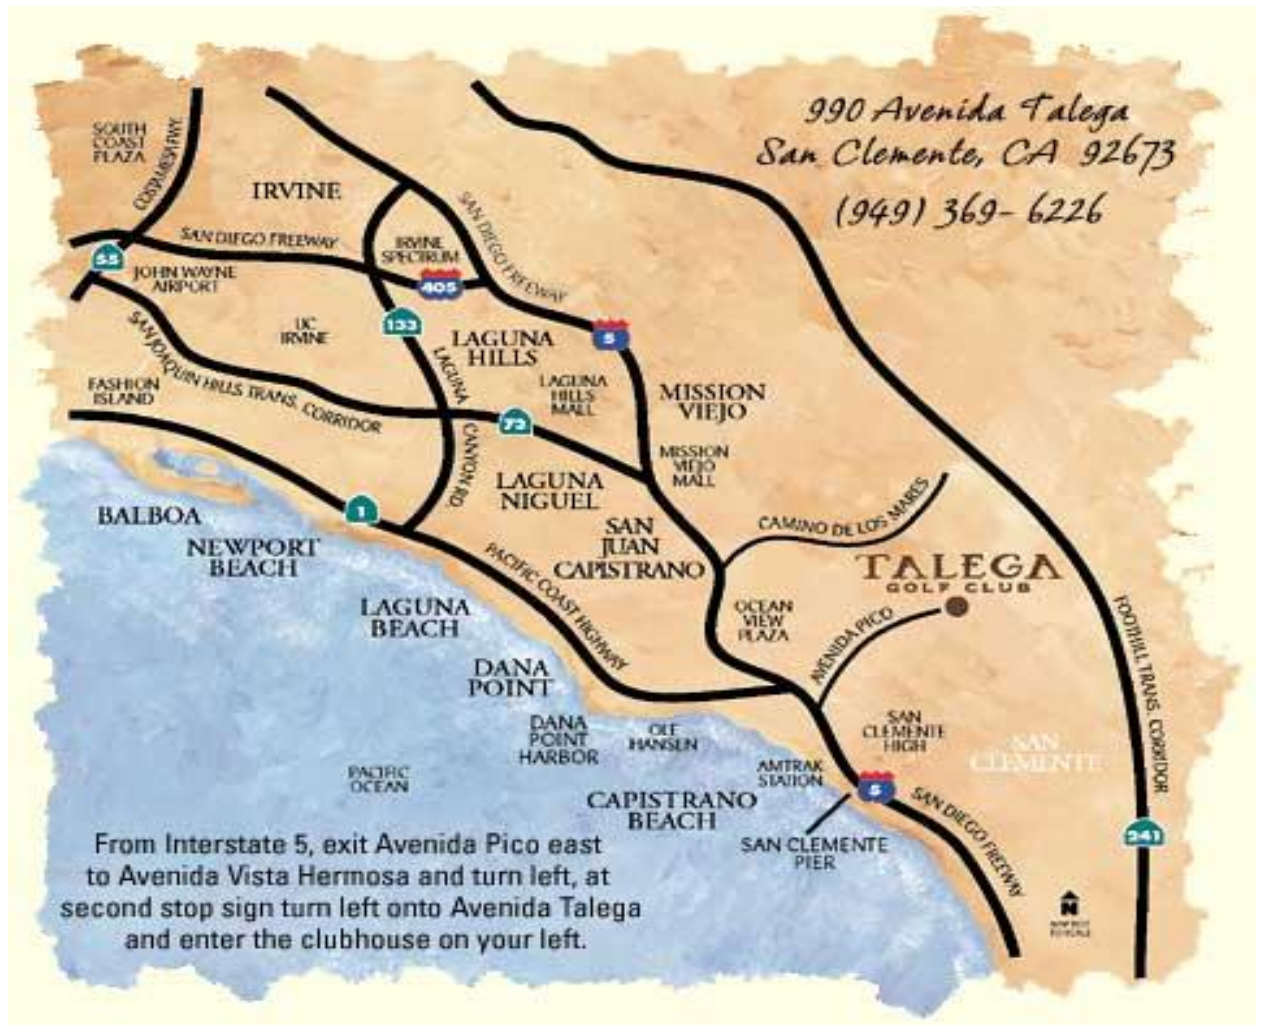 990 Avenida Talega
San Clemente, CA 92673
(949) 369-6226
SOUTH
COAST
PLAZA
COSTA MESA FWY.
IRVINE
SAN DIEGO FREEWAY
SAN DIEGO FREEWAY
IRVINE
SPECTRUM
55
JOHN WAYNE
AIRPORT
405
133
5
UC
IRVINE
LAGUNA
HILLS
SAN JOAQUIN HILLS TRANS. CORRIDOR
LAGUNA CANYON RD.
FASHION
ISLAND
LAGUNA
HILLS
MALL
MISSION
VIEJO
73
MISSION
VIEJO
MALL
LAGUNA
NIGUEL
1
BALBOA
NEWPORT
BEACH
SAN
JUAN
CAPISTRANO
CAMINO DE LOS MARES
TALEGA
GOLF CLUB
PACIFIC COAST HIGHWAY
LAGUNA
BEACH
OCEAN
VIEW
PLAZA
AVENIDA PICO
FOOTHILL TRANS. CORRIDOR
DANA
POINT
DANA
POINT
HARBOR
OLE
HANSEN
SAN
CLEMENTE
HIGH
SAN
CLEMENTE
PACIFIC
OCEAN
AMTRAK
STATION
5
CAPISTRANO
BEACH
SAN DIEGO FREEWAY
SAN CLEMENTE
PIER
241
From Interstate 5, exit Avenida Pico east
to Avenida Vista Hermosa and turn left, at
second stop sign turn left onto Avenida Talega
and enter the clubhouse on your left.
N
MAP NOT
TO SCALE